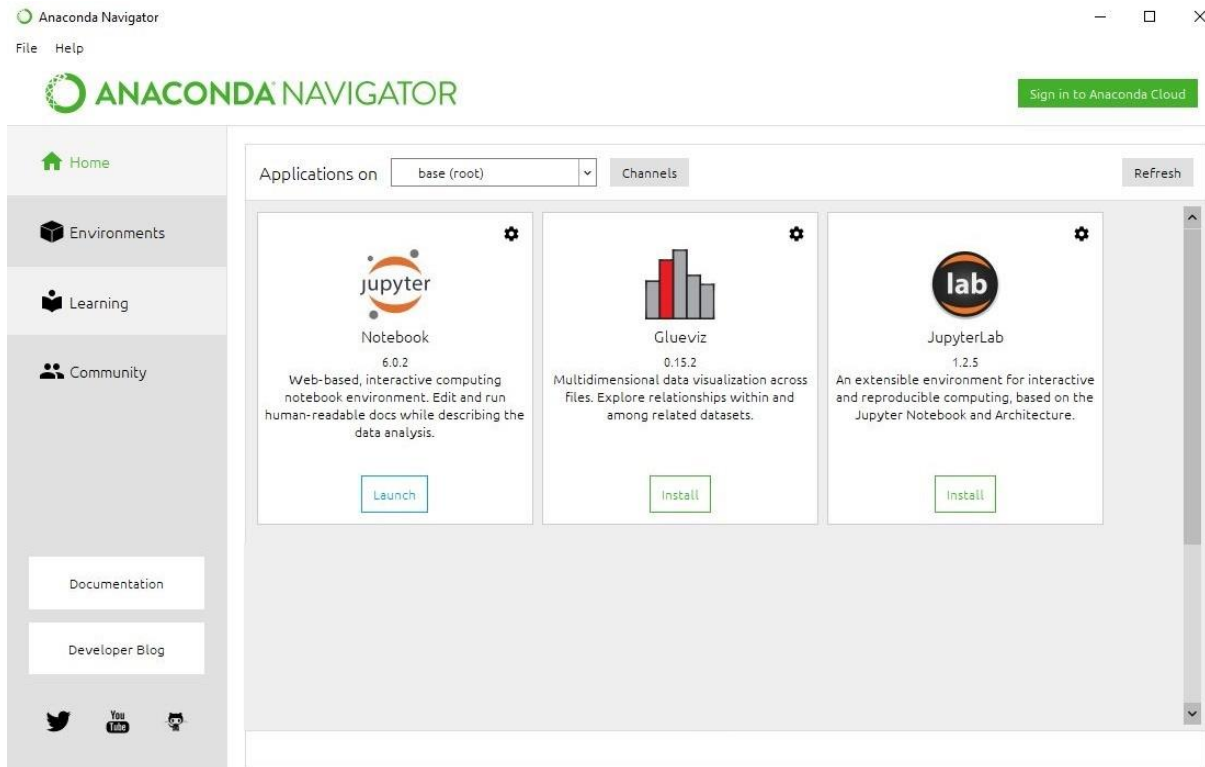 Anaconda Navigator
File Help
ANACONDA NAVIGATOR
Sign in to Anaconda Cloud
Home
Environments
Learning
Community
Documentation
Developer Blog
You
Tube
Applications on base (root) Channels Refresh
jupyter
Notebook
6.0.2
Web-based, interactive computing
notebook environment. Edit and run
human-readable docs while describing the
data analysis.
Launch
Glueviz
0.15.2
Multidimensional data visualization across
files. Explore relationships within and
among related datasets.
Install
lab
JupyterLab
1.2.5
An extensible environment for interactive
and reproducible computing, based on the
Jupyter Notebook and Architecture.
Install